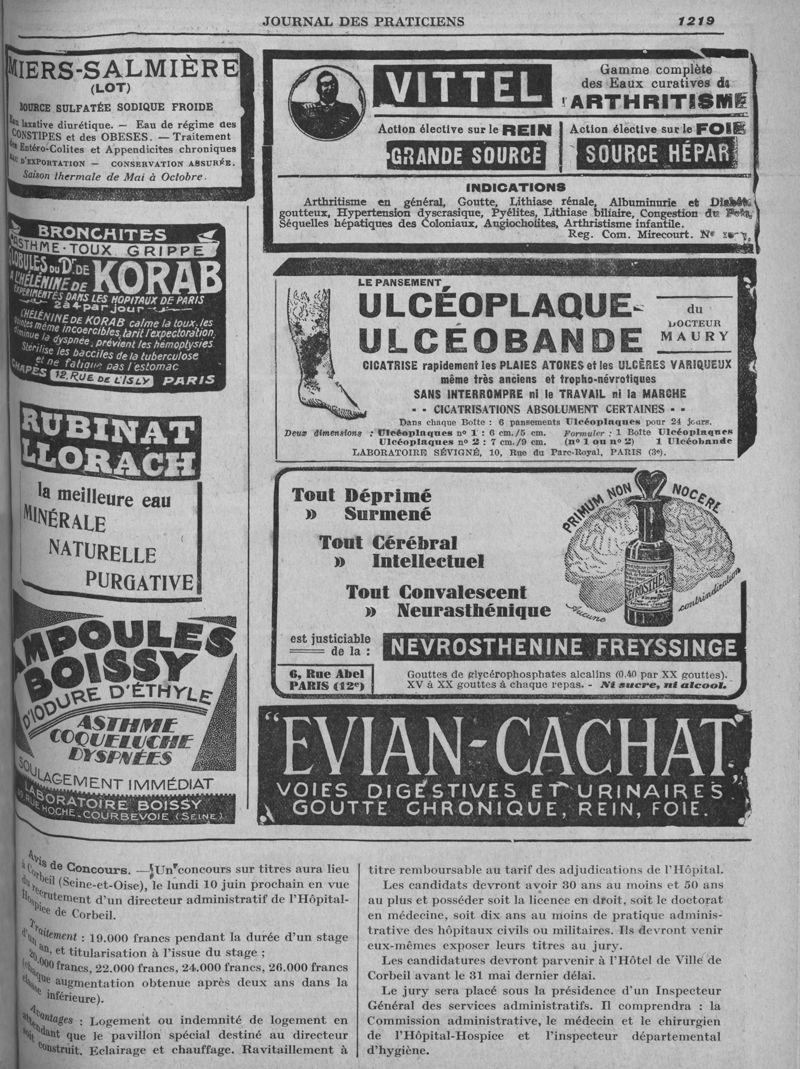 JOURNAL DES PRATICIENS 1219
MIERS-SALMIÈRE
(LOT)
SOURCE SULFATÉE SODIQUE FROIDE
Eau laxative diurétique. — Eau de régime des
CONSTIPES et des OBESES. — Traitement
des Entéro-Colites et Appendicites chroniques
EAU D'EXPORTATION — CONSERVATION ASSURÉE.
Saison thermale de Mai à Octobre.
BRONCHITES
ASTHME-TOUX GRIPPE
GLOBULES DU Dr. DE
KORAB
A L'HÉLÉNINE DE
EXPÉRIMENTÉS DANS LES HOPITAUX DE PARIS
2 à 4 par jour
L'HÉLÉNINE DE KORAB calme la toux, les
quintes même incoercibles, tarit l'expectoration,
diminue la dyspnée, prévient les hémoptysies.
Stérilise les bacciles de la tuberculose
et ne fatigue pas l'estomac
CHAPÈS 12, RUE DE L'ISLY PARIS
RUBINAT
LLORACH
la meilleure eau
MINÉRALE
NATURELLE
PURGATIVE
AMPOULES
BOISSY
D'IODURE D'ÉTHYLE
ASTHME
COQUELUCHE
DYSPNÉES
SOULAGEMENT IMMÉDIAT
LABORATOIRE BOISSY
RUE HOCHE-COURBEVOIE (SEINE)
VITTEL
Gamme complète
des Eaux curatives de
l'ARTHRITISME
Action élective sur le REIN
GRANDE SOURCE
Action élective sur le FOIE
SOURCE HÉPAR
INDICATIONS
Arthritisme en général, Goutte, Lithiase rénale, Albuminurie et Diabète
goutteux, Hypertension dyscrasique, Pyélites, Lithiase biliaire, Congestion du Foie,
Séquelles hépatiques des Coloniaux, Angiocholites, Arthristisme infantile.
Reg. Com. Mirecourt. Nº
LE PANSEMENT
ULCÉOPLAQUE-
ULCÉOBANDE
du
DOCTEUR
MAURY
CICATRISE rapidement les PLAIES ATONES et les ULCÈRES VARIQUEUX
même très anciens et tropho-névrotiques
SANS INTERROMPRE ni le TRAVAIL ni la MARCHE
- - CICATRISATIONS ABSOLUMENT CERTAINES - -
Dans chaque Boîte : 6 pansements Ulcéoplaques pour 24 jours.
Deux dimensions : Ulcéoplaques nº 1 : 6 cm./5 cm. Formuler : 1 Boîte Ulcéoplaques
Ulcéoplaques nº 2 : 7 cm./9 cm. (nº 1 ou nº 2) 1 Ulcéobande
LABORATOIRE SÉVIGNÉ, 10, Rue du Parc-Royal, PARIS (3e).
Tout Déprimé
» Surmené
Tout Cérébral
» Intellectuel
Tout Convalescent
» Neurasthénique
PRIMUM NON NOCERE
NEVROSTHÉNINE
Aucune contrindication
est justiciable
de la :
NÉVROSTHÉNINE FREYSSINGE
6, Rue Abel
PARIS (12e)
Gouttes de glycérophosphates alcalins (0.40 par XX gouttes).
XV à XX gouttes à chaque repas. - Ni sucre, ni alcool.
"EVIAN-CACHAT"
VOIES DIGESTIVES ET URINAIRES
GOUTTE CHRONIQUE, REIN, FOIE.
Avis de Concours. — Un concours sur titres aura lieu
à Corbeil (Seine-et-Oise), le lundi 10 juin prochain en vue
du recrutement d'un directeur administratif de l'Hôpital-
Hospice de Corbeil.
Traitement : 19.000 francs pendant la durée d'un stage
d'un an, et titularisation à l'issue du stage ;
20.000 francs, 22.000 francs, 24.000 francs, 26.000 francs
(chaque augmentation obtenue après deux ans dans la
classe inférieure).
Avantages : Logement ou indemnité de logement en
attendant que le pavillon spécial destiné au directeur
soit construit. Eclairage et chauffage. Ravitaillement à
titre remboursable au tarif des adjudications de l'Hôpital.
Les candidats devront avoir 30 ans au moins et 50 ans
au plus et posséder soit la licence en droit, soit le doctorat
en médecine, soit dix ans au moins de pratique adminis-
trative des hôpitaux civils ou militaires. Ils devront venir
eux-mêmes exposer leurs titres au jury.
Les candidatures devront parvenir à l'Hôtel de Ville de
Corbeil avant le 31 mai dernier délai.
Le jury sera placé sous la présidence d'un Inspecteur
Général des services administratifs. Il comprendra : la
Commission administrative, le médecin et le chirurgien
de l'Hôpital-Hospice et l'inspecteur départemental
d'hygiène.